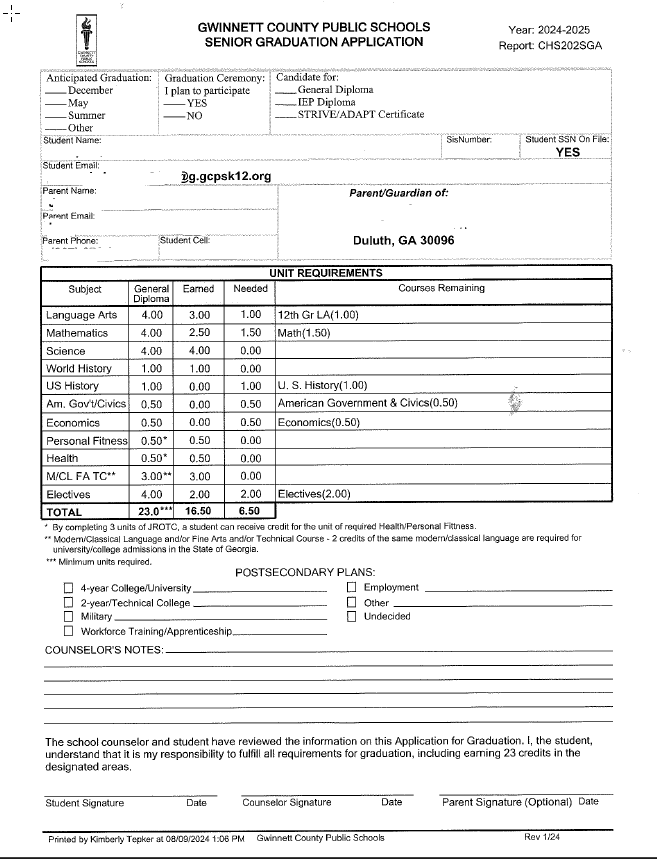 GWINNETT COUNTY PUBLIC SCHOOLS
SENIOR GRADUATION APPLICATION
Year: 2024-2025
Report: CHS202SGA
Anticipated Graduation:
December
May
Summer
Other
Graduation Ceremony:
I plan to participate
YES
NO
Candidate for:
General Diploma
IEP Diploma
STRIVE/ADAPT Certificate
Student Name:
SisNumber:
Student SSN On File:
YES
Student Email:
@g.gcpsk12.org
Parent Name:
Parent/Guardian of:
Parent Email:
Parent Phone:
Student Cell:
Duluth, GA 30096
UNIT REQUIREMENTS
Subject General Diploma Earned Needed Courses Remaining
Language Arts 4.00 3.00 1.00 12th Gr LA(1.00)
Mathematics 4.00 2.50 1.50 Math(1.50)
Science 4.00 4.00 0.00
World History 1.00 1.00 0.00
US History 1.00 0.00 1.00 U. S. History(1.00)
Am. Gov't/Civics 0.50 0.00 0.50 American Government & Civics(0.50)
Economics 0.50 0.00 0.50 Economics(0.50)
Personal Fitness 0.50* 0.50 0.00
Health 0.50* 0.50 0.00
M/CL FA TC** 3.00** 3.00 0.00
Electives 4.00 2.00 2.00 Electives(2.00)
TOTAL 23.0*** 16.50 6.50
* By completing 3 units of JROTC, a student can receive credit for the unit of required Health/Personal Fitness.
** Modern/Classical Language and/or Fine Arts and/or Technical Course - 2 credits of the same modern/classical language are required for
university/college admissions in the State of Georgia.
*** Minimum units required.
POSTSECONDARY PLANS:
4-year College/University
2-year/Technical College
Military
Workforce Training/Apprenticeship
Employment
Other
Undecided
COUNSELOR'S NOTES:
The school counselor and student have reviewed the information on this Application for Graduation. I, the student,
understand that it is my responsibility to fulfill all requirements for graduation, including earning 23 credits in the
designated areas.
Student Signature Date Counselor Signature Date Parent Signature (Optional) Date
Printed by Kimberly Tepker at 08/09/2024 1:06 PM Gwinnett County Public Schools Rev 1/24